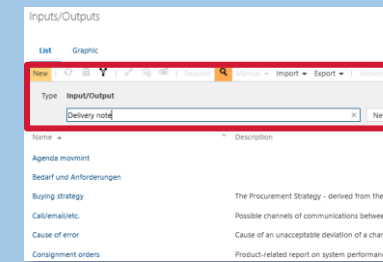 Inputs/Outputs
List Graphic
New Request Manual Import Export Version
Type Input/Output
Delivery note × Ne
Name Description
Agenda movmint
Bedarf und Anforderungen
Buying strategy The Procurement Strategy - derived from the
Call/email/etc. Possible channels of communications betwee
Cause of error Cause of an unacceptable deviation of a char
Consignment orders Product-related report on system performan